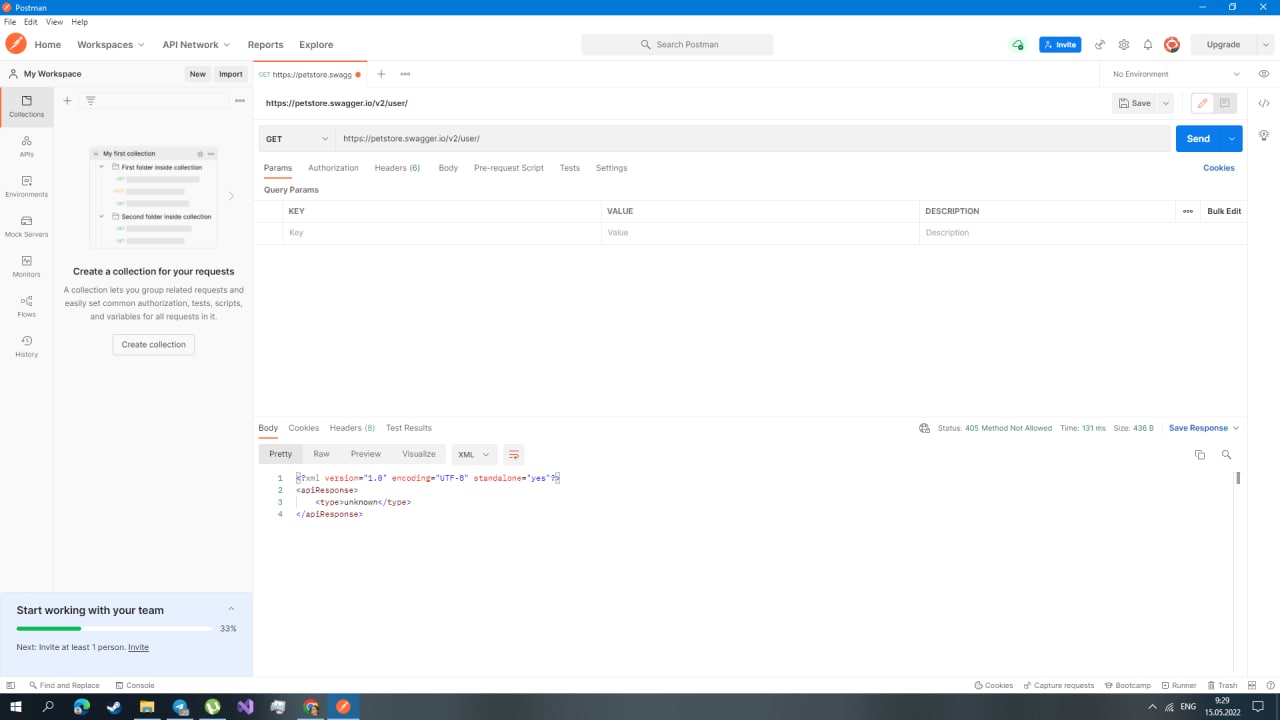 Postman
File Edit View Help
Home Workspaces API Network Reports Explore
Search Postman
Invite
Upgrade
My Workspace
New Import
GET https://petstore.swagg
No Environment
Collections
APIs
Environments
Mock Servers
Monitors
Flows
History
My first collection
First folder inside collection
GET
POST
GET
Second folder inside collection
GET
GET
Create a collection for your requests
A collection lets you group related requests and
easily set common authorization, tests, scripts,
and variables for all requests in it.
Create collection
https://petstore.swagger.io/v2/user/
Save
GET https://petstore.swagger.io/v2/user/
Send
Params Authorization Headers (6) Body Pre-request Script Tests Settings
Cookies
Query Params
KEY VALUE DESCRIPTION Bulk Edit
Key Value Description
Body Cookies Headers (8) Test Results
Status: 405 Method Not Allowed Time: 131 ms Size: 436 B Save Response
Pretty Raw Preview Visualize XML
1 <?xml version="1.0" encoding="UTF-8" standalone="yes"?>
2 <apiResponse>
3 <type>unknown</type>
4 </apiResponse>
Start working with your team
33%
Next: Invite at least 1 person. Invite
Find and Replace Console
Cookies Capture requests Bootcamp Runner Trash
ENG
9:29
15.05.2022